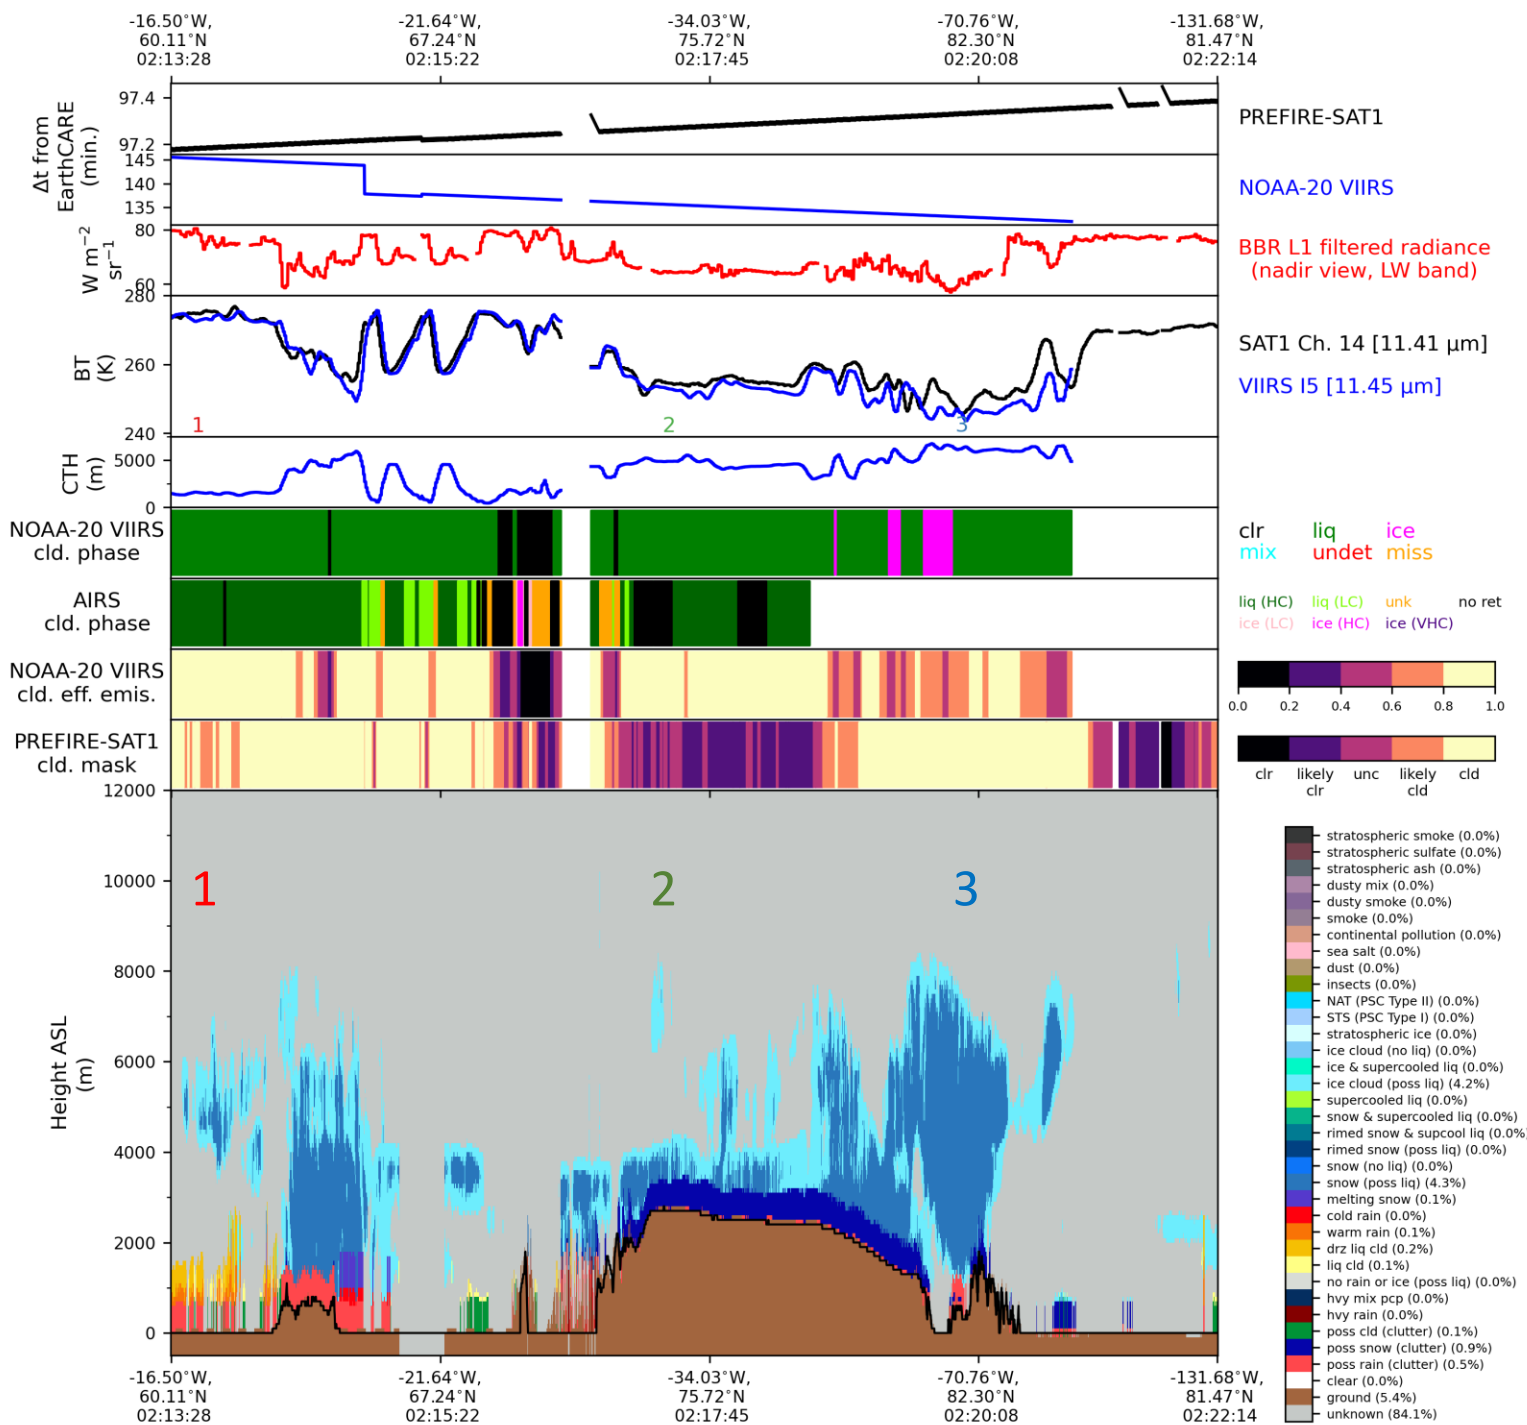 -16.50°W, -21.64°W, -34.03°W, -70.76°W, -131.68°W,
60.11°N 67.24°N 75.72°N 82.30°N 81.47°N
02:13:28 02:15:22 02:17:45 02:20:08 02:22:14
97.4
97.2
Δt from
EarthCARE
(min.)
PREFIRE-SAT1
145
140
135
NOAA-20 VIIRS
80
60
W m−2
sr−1
BBR L1 filtered radiance
(nadir view, LW band)
280
260
240
BT
(K)
SAT1 Ch. 14 [11.41 μm]
VIIRS I5 [11.45 μm]
1 2 3
5000
0
CTH
(m)
NOAA-20 VIIRS
cld. phase
clr liq ice
mix undet miss
AIRS
cld. phase
liq (HC) liq (LC) unk no ret
ice (LC) ice (HC) ice (VHC)
NOAA-20 VIIRS
cld. eff. emis.
0.0 0.2 0.4 0.6 0.8 1.0
PREFIRE-SAT1
cld. mask
clr likely unc likely cld
clr cld
12000
10000
8000
6000
4000
2000
0
Height ASL
(m)
1 2 3
stratospheric smoke (0.0%)
stratospheric sulfate (0.0%)
stratospheric ash (0.0%)
dusty mix (0.0%)
dusty smoke (0.0%)
smoke (0.0%)
continental pollution (0.0%)
sea salt (0.0%)
dust (0.0%)
insects (0.0%)
NAT (PSC Type II) (0.0%)
STS (PSC Type I) (0.0%)
stratospheric ice (0.0%)
ice cloud (no liq) (0.0%)
ice & supercooled liq (0.0%)
ice cloud (poss liq) (4.2%)
supercooled liq (0.0%)
snow & supercooled liq (0.0%)
rimed snow & supcool liq (0.0%)
rimed snow (poss liq) (0.0%)
snow (no liq) (0.0%)
snow (poss liq) (4.3%)
melting snow (0.1%)
cold rain (0.0%)
warm rain (0.1%)
drz liq cld (0.2%)
liq cld (0.1%)
no rain or ice (poss liq) (0.0%)
hvy mix pcp (0.0%)
hvy rain (0.0%)
poss cld (clutter) (0.1%)
poss snow (clutter) (0.9%)
poss rain (clutter) (0.5%)
clear (0.0%)
ground (5.4%)
unknown (84.1%)
-16.50°W, -21.64°W, -34.03°W, -70.76°W, -131.68°W,
60.11°N 67.24°N 75.72°N 82.30°N 81.47°N
02:13:28 02:15:22 02:17:45 02:20:08 02:22:14